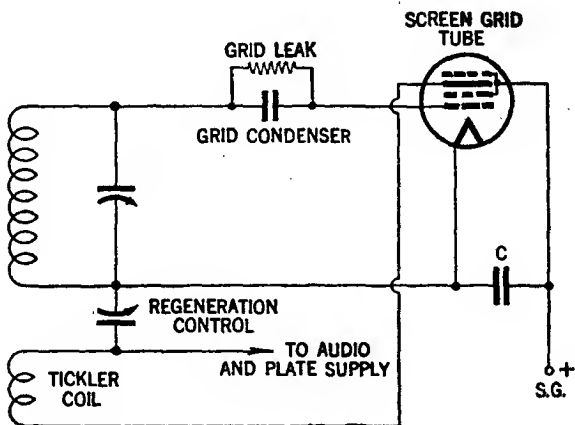 SCREEN GRID
TUBE
GRID LEAK
GRID CONDENSER
C
REGENERATION
CONTROL
TO AUDIO
AND PLATE SUPPLY
TICKLER
COIL
+
S.G.